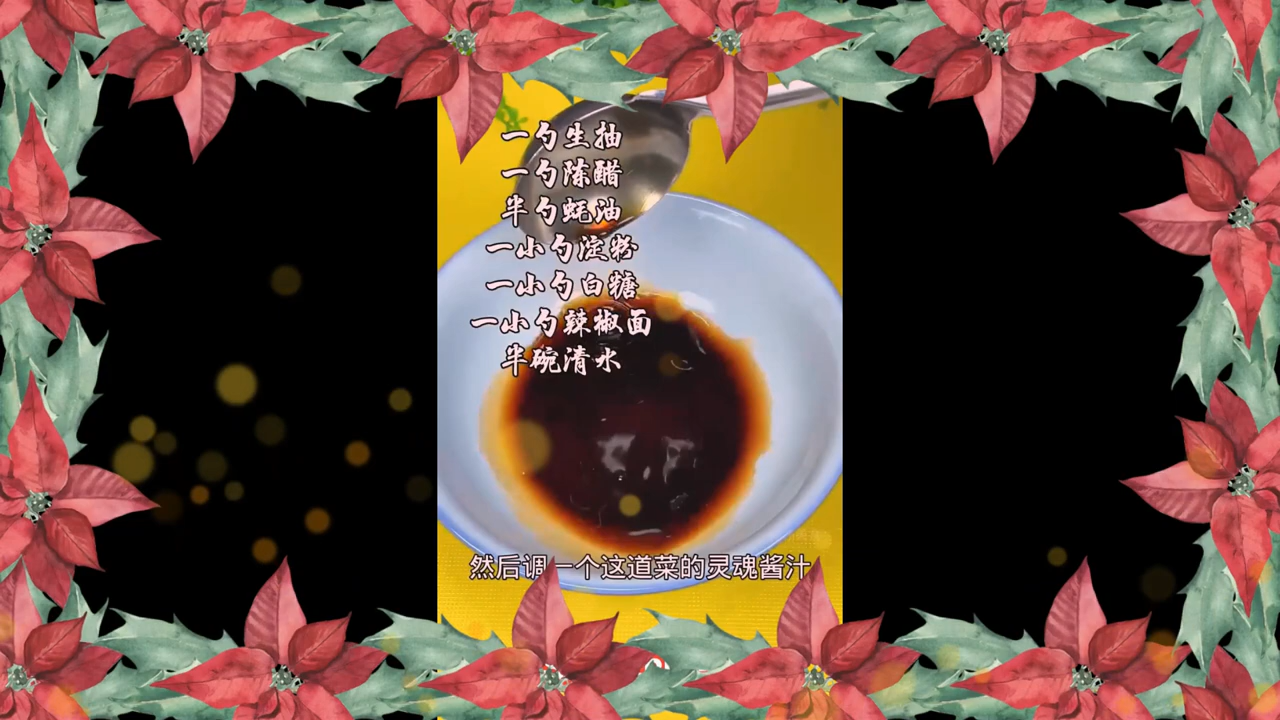 一勺生抽
一勺陈醋
半勺蚝油
一小勺淀粉
一小勺白糖
一小勺辣椒面
半碗清水
然后调一个这道菜的灵魂酱汁